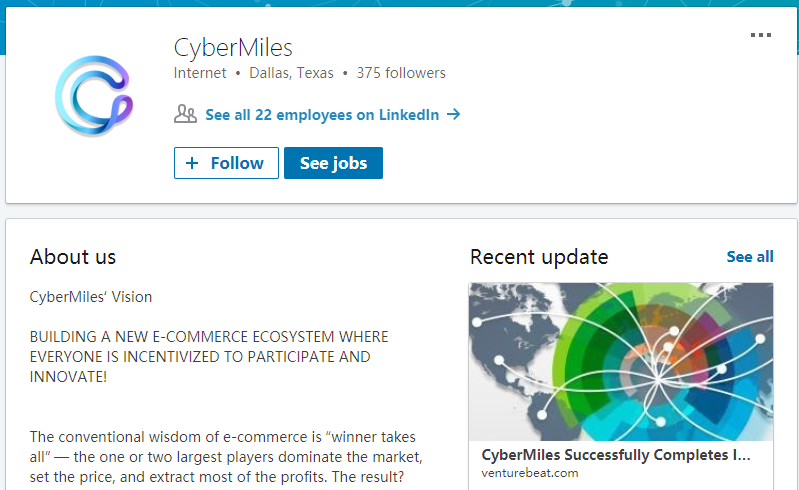 CyberMiles
Internet • Dallas, Texas • 375 followers
See all 22 employees on LinkedIn →
+ Follow
See jobs
About us
CyberMiles' Vision
BUILDING A NEW E-COMMERCE ECOSYSTEM WHERE
EVERYONE IS INCENTIVIZED TO PARTICIPATE AND
INNOVATE!
The conventional wisdom of e-commerce is “winner takes
all” — the one or two largest players dominate the market,
set the price, and extract most of the profits. The result?
Recent update
See all
CyberMiles Successfully Completes I...
venturebeat.com